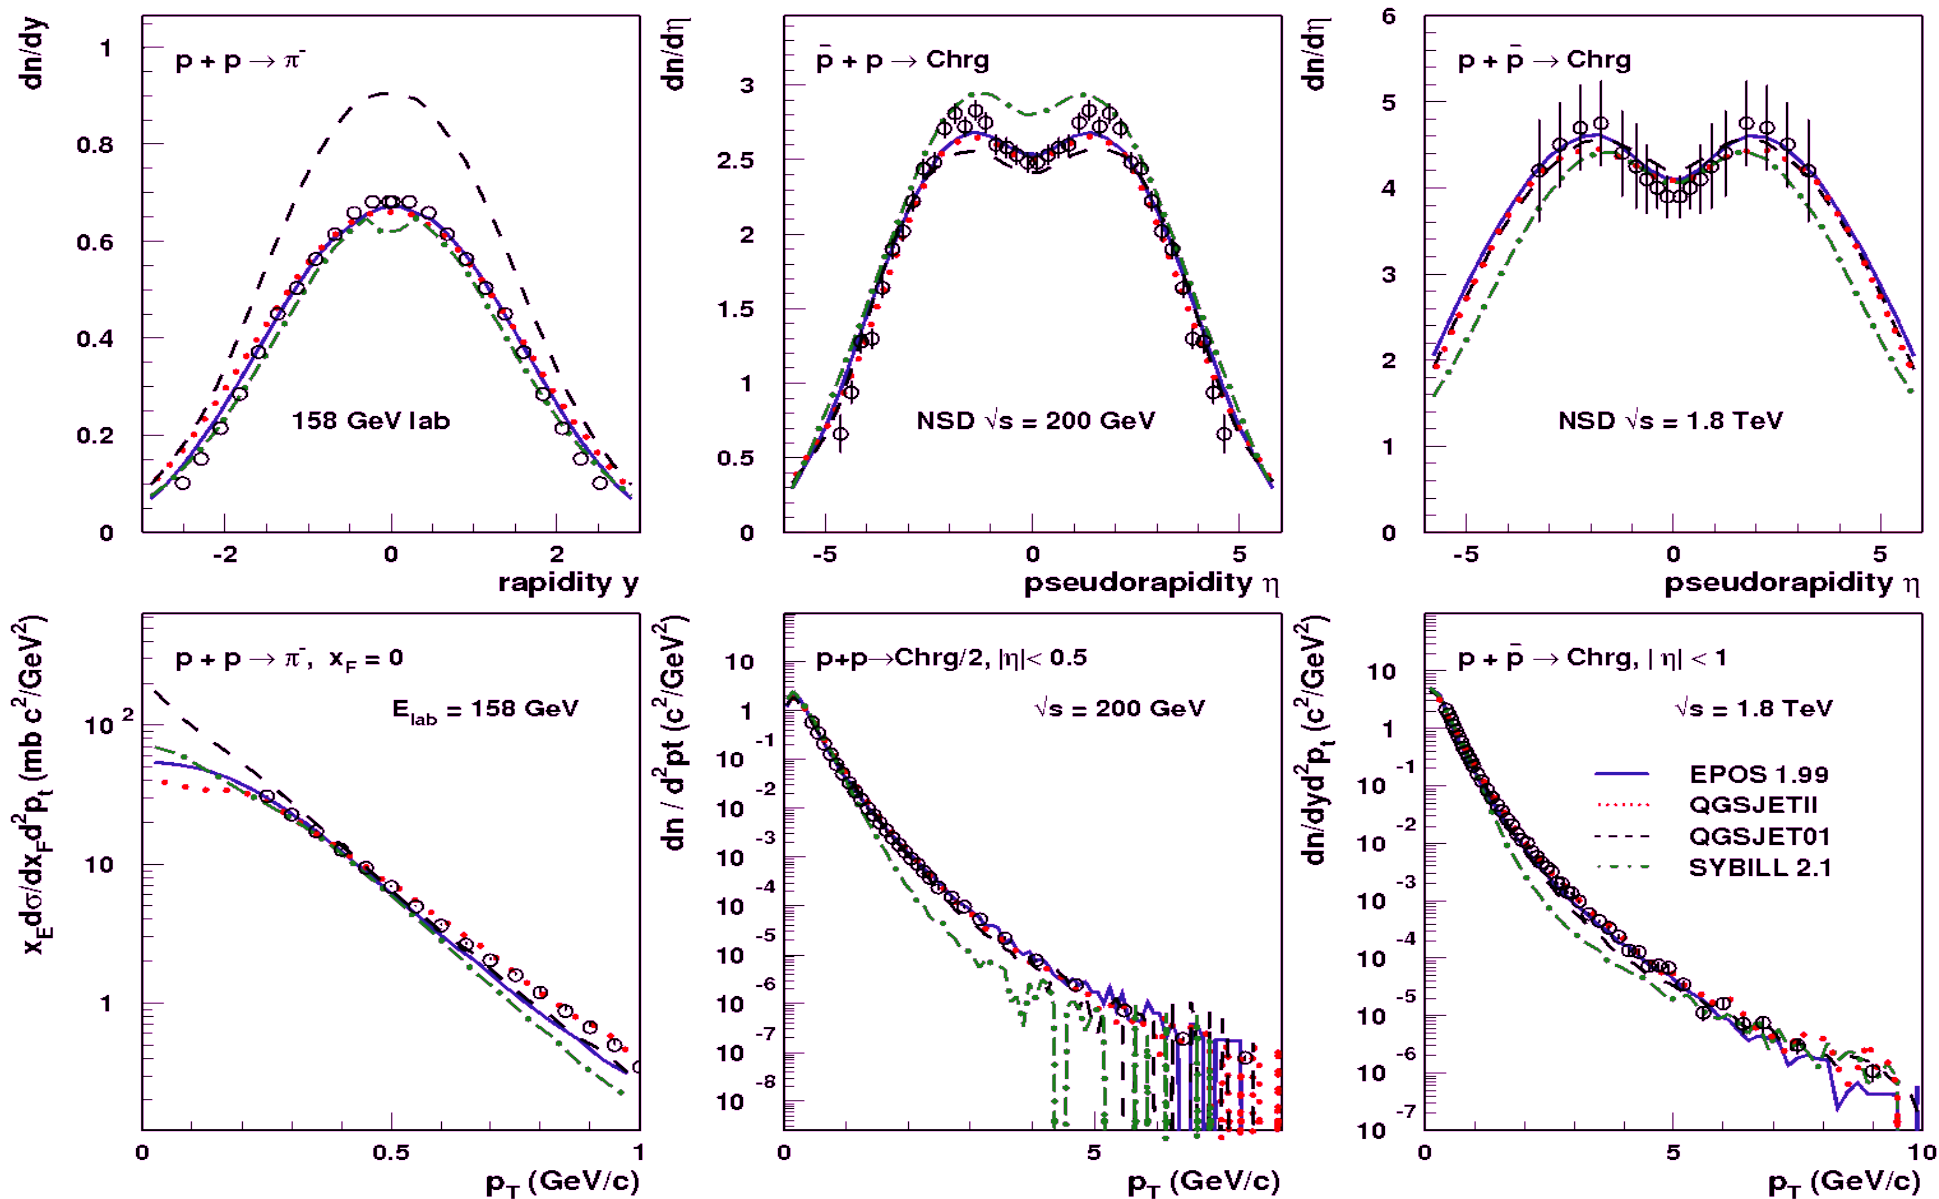 dn/dy
p + p → π⁻
158 GeV lab
1
0.8
0.6
0.4
0.2
0
-2
0
2
rapidity y
dn/dη
p̄ + p → Chrg
NSD √s = 200 GeV
3
2.5
2
1.5
1
0.5
0
-5
0
5
pseudorapidity η
dn/dη
p + p̄ → Chrg
NSD √s = 1.8 TeV
6
5
4
3
2
1
0
-5
0
5
pseudorapidity η
x_E dσ/dx_F d²p_t (mb c²/GeV²)
p + p → π⁻, x_F = 0
E_lab = 158 GeV
10²
10
1
0
0.5
1
p_T (GeV/c)
dn / d²pt (c²/GeV²)
p+p→Chrg/2, |η|< 0.5
√s = 200 GeV
10
1
10⁻¹
10⁻²
10⁻³
10⁻⁴
10⁻⁵
10⁻⁶
10⁻⁷
10⁻⁸
0
5
p_T (GeV/c)
dn/dyd²p_t (c²/GeV²)
p + p̄ → Chrg, | η| < 1
√s = 1.8 TeV
EPOS 1.99
QGSJETII
QGSJET01
SYBILL 2.1
10
1
10⁻¹
10⁻²
10⁻³
10⁻⁴
10⁻⁵
10⁻⁶
10⁻⁷
0
5
10
p_T (GeV/c)